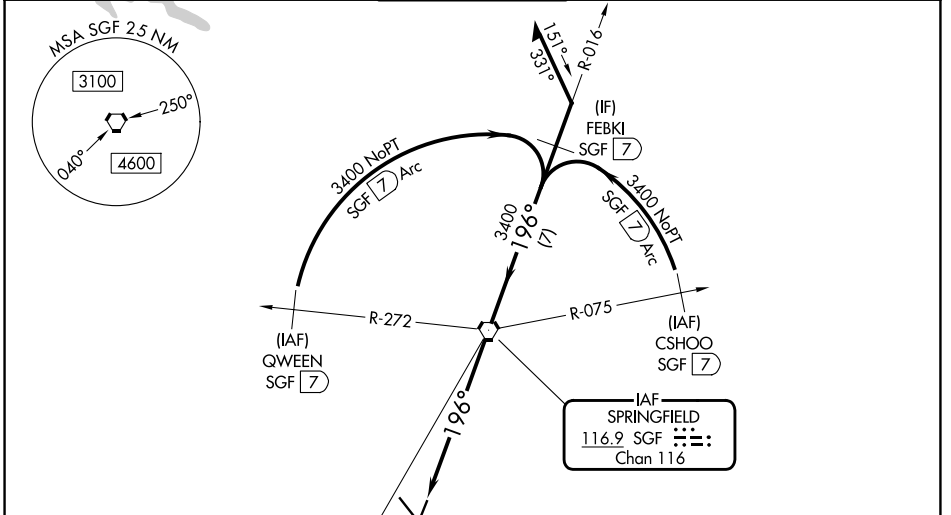 MSA SGF 25 NM
3100
250°
040°
4600
151°
331°
R-016
(IF)
FEBKI
SGF 7
3400 NoPT
SGF 7 Arc
3400 NoPT
SGF 7 Arc
3400
196°
(7)
R-272
R-075
(IAF)
QWEEN
SGF 7
(IAF)
CSHOO
SGF 7
196°
IAF
SPRINGFIELD
116.9 SGF
Chan 116